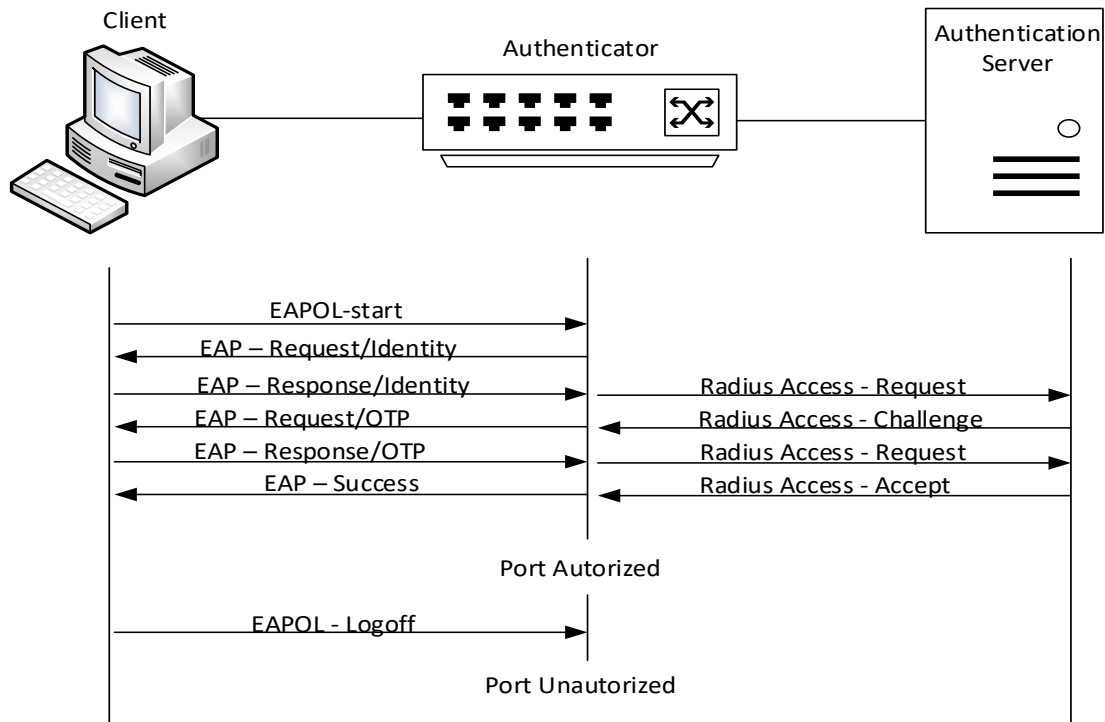 Client
Authenticator
Authentication
Server
EAPOL-start
EAP – Request/Identity
EAP – Response/Identity
Radius Access - Request
EAP – Request/OTP
Radius Access - Challenge
EAP – Response/OTP
Radius Access - Request
EAP – Success
Radius Access - Accept
Port Autorized
EAPOL - Logoff
Port Unautorized